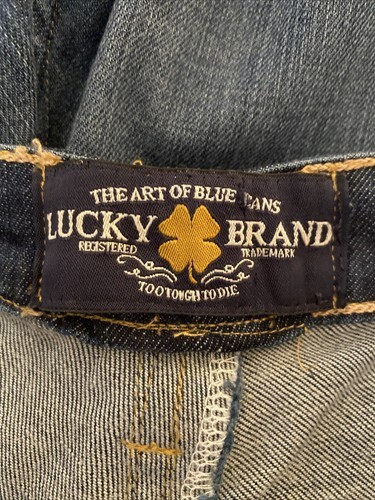 THE ART OF BLUE JEANS
LUCKY BRAND
REGISTERED TRADEMARK
TOO TOUGH TO DIE